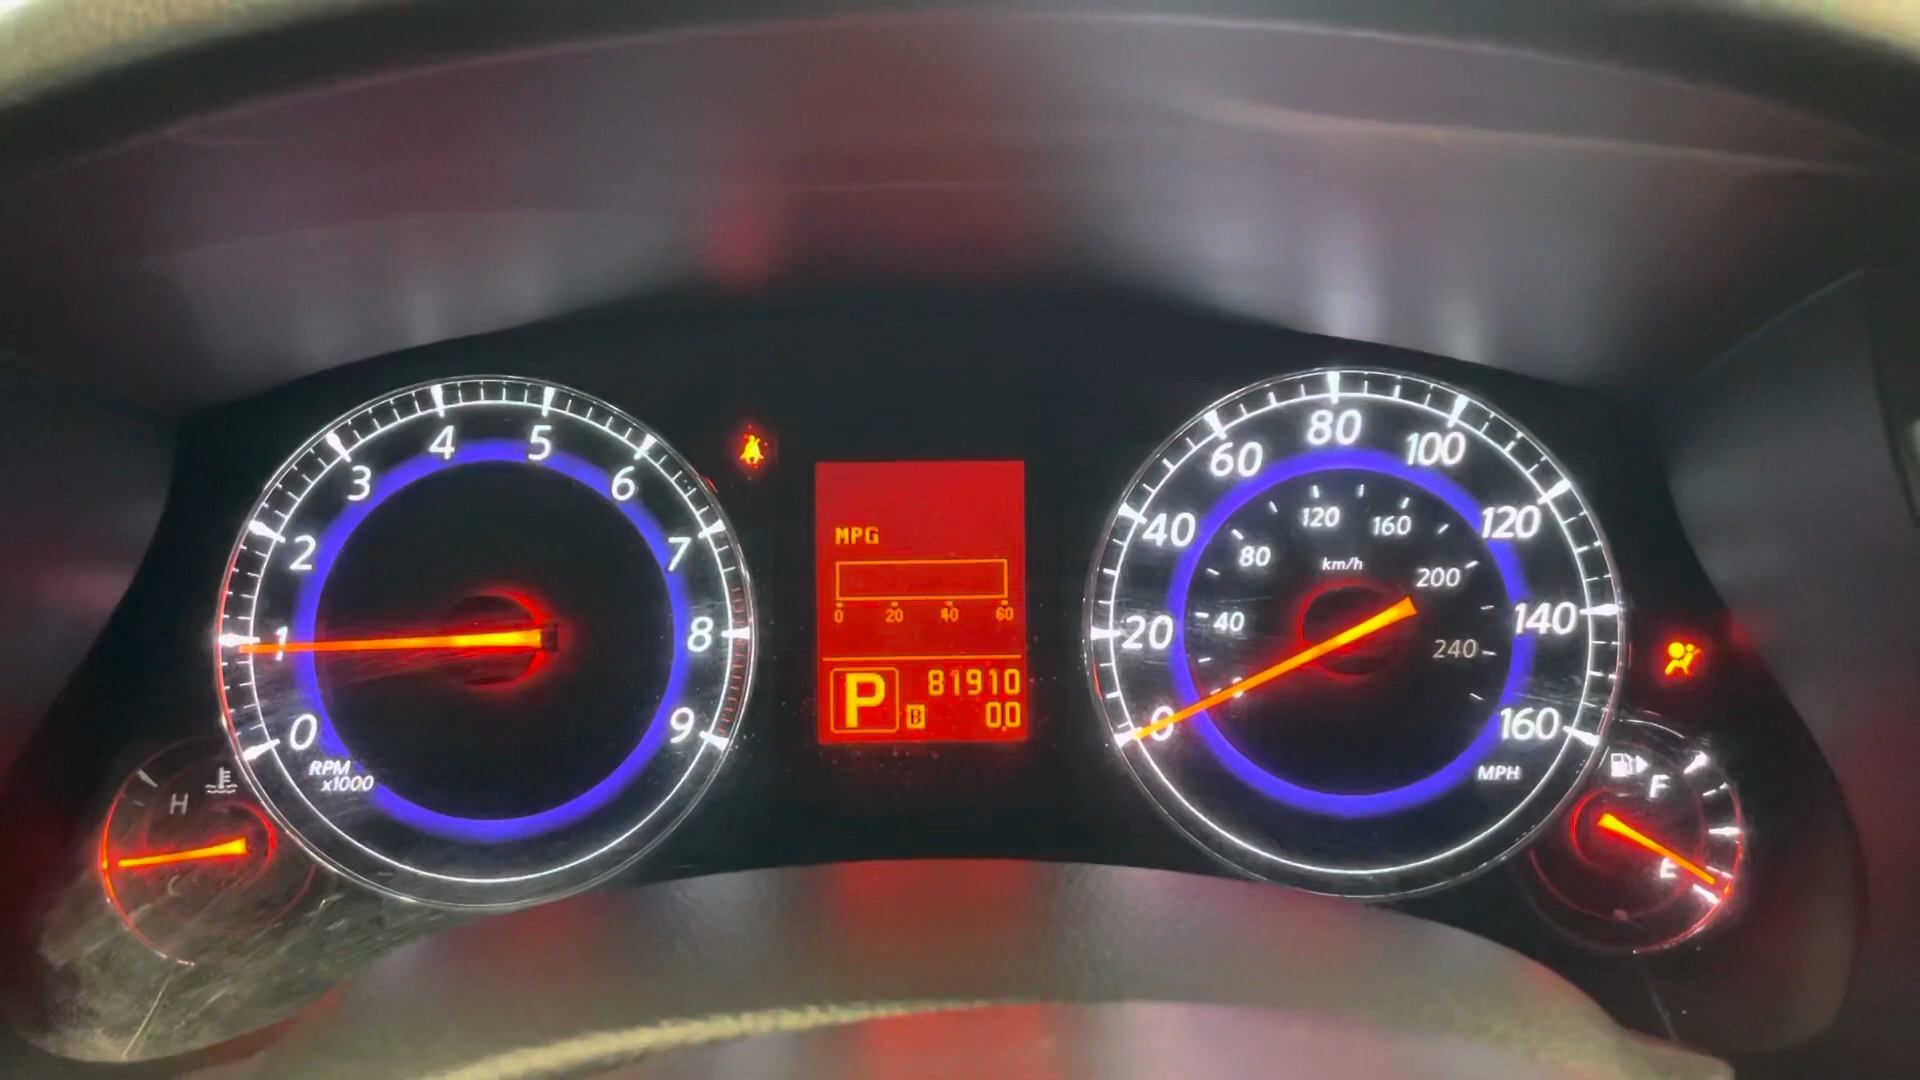 0 1 2 3 4 5 6 7 8 9
RPM
x1000
H
C
MPG
0 20 40 60
P
81910
B 0.0
0 20 40 60 80 100 120 140 160
MPH
40 80 120 160 200 240
km/h
F
E